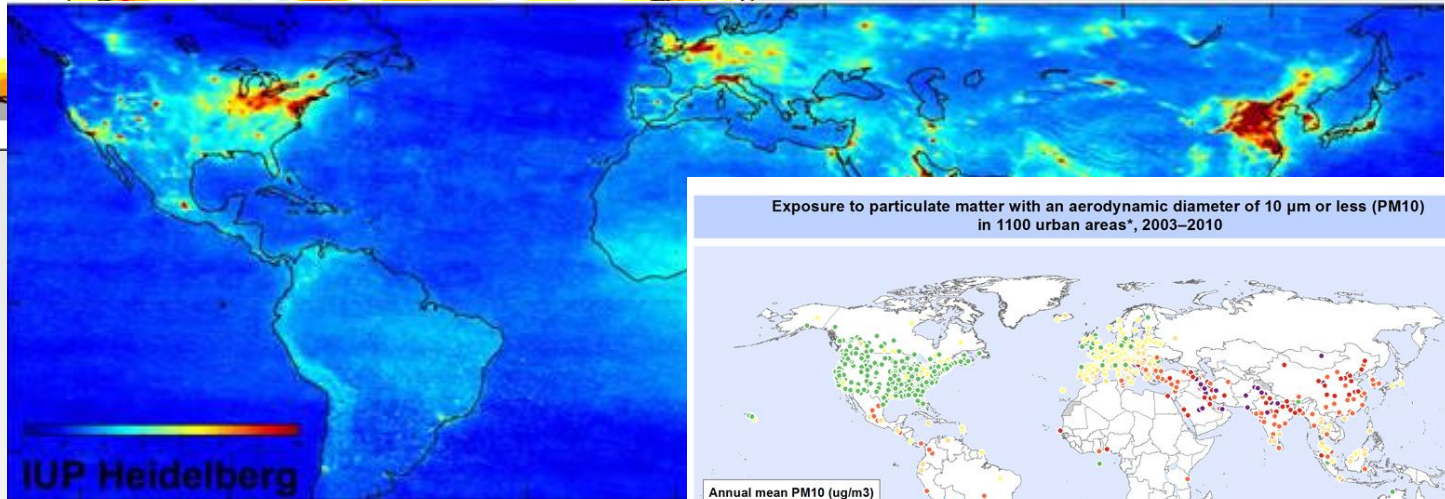 Exposure to particulate matter with an aerodynamic diameter of 10 µm or less (PM10)
in 1100 urban areas*, 2003–2010
IUP Heidelberg
Annual mean PM10 (ug/m3)